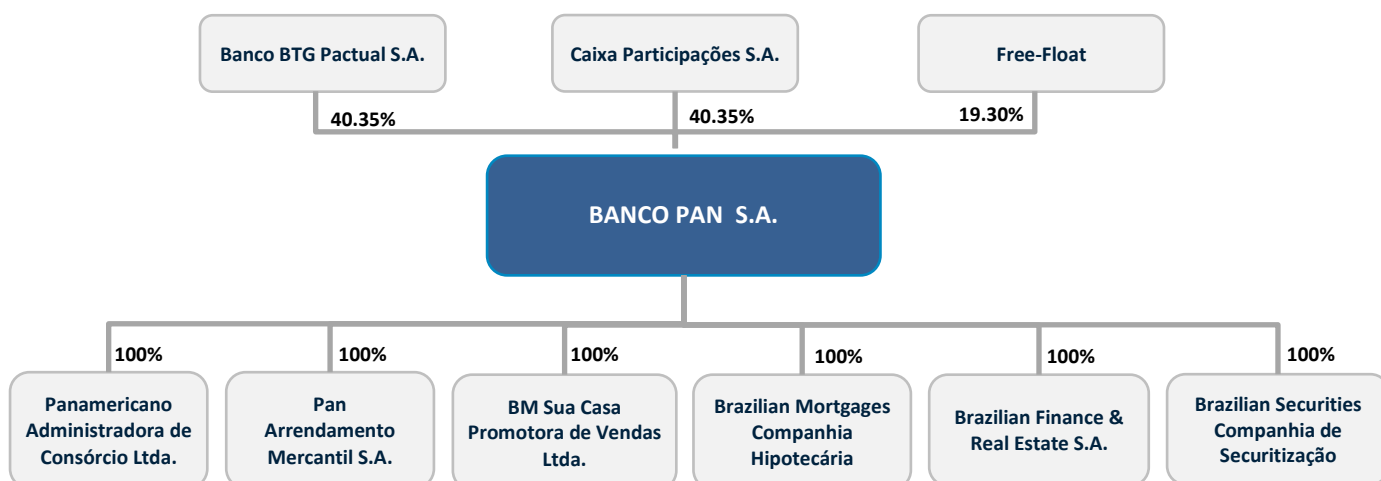 Banco BTG Pactual S.A.
Caixa Participações S.A.
Free-Float
40.35%
40.35%
19.30%
BANCO PAN S.A.
100%
100%
100%
100%
100%
100%
Panamericano
Administradora de
Consórcio Ltda.
Pan
Arrendamento
Mercantil S.A.
BM Sua Casa
Promotora de Vendas
Ltda.
Brazilian Mortgages
Companhia
Hipotecária
Brazilian Finance &
Real Estate S.A.
Brazilian Securities
Companhia de
Securitização